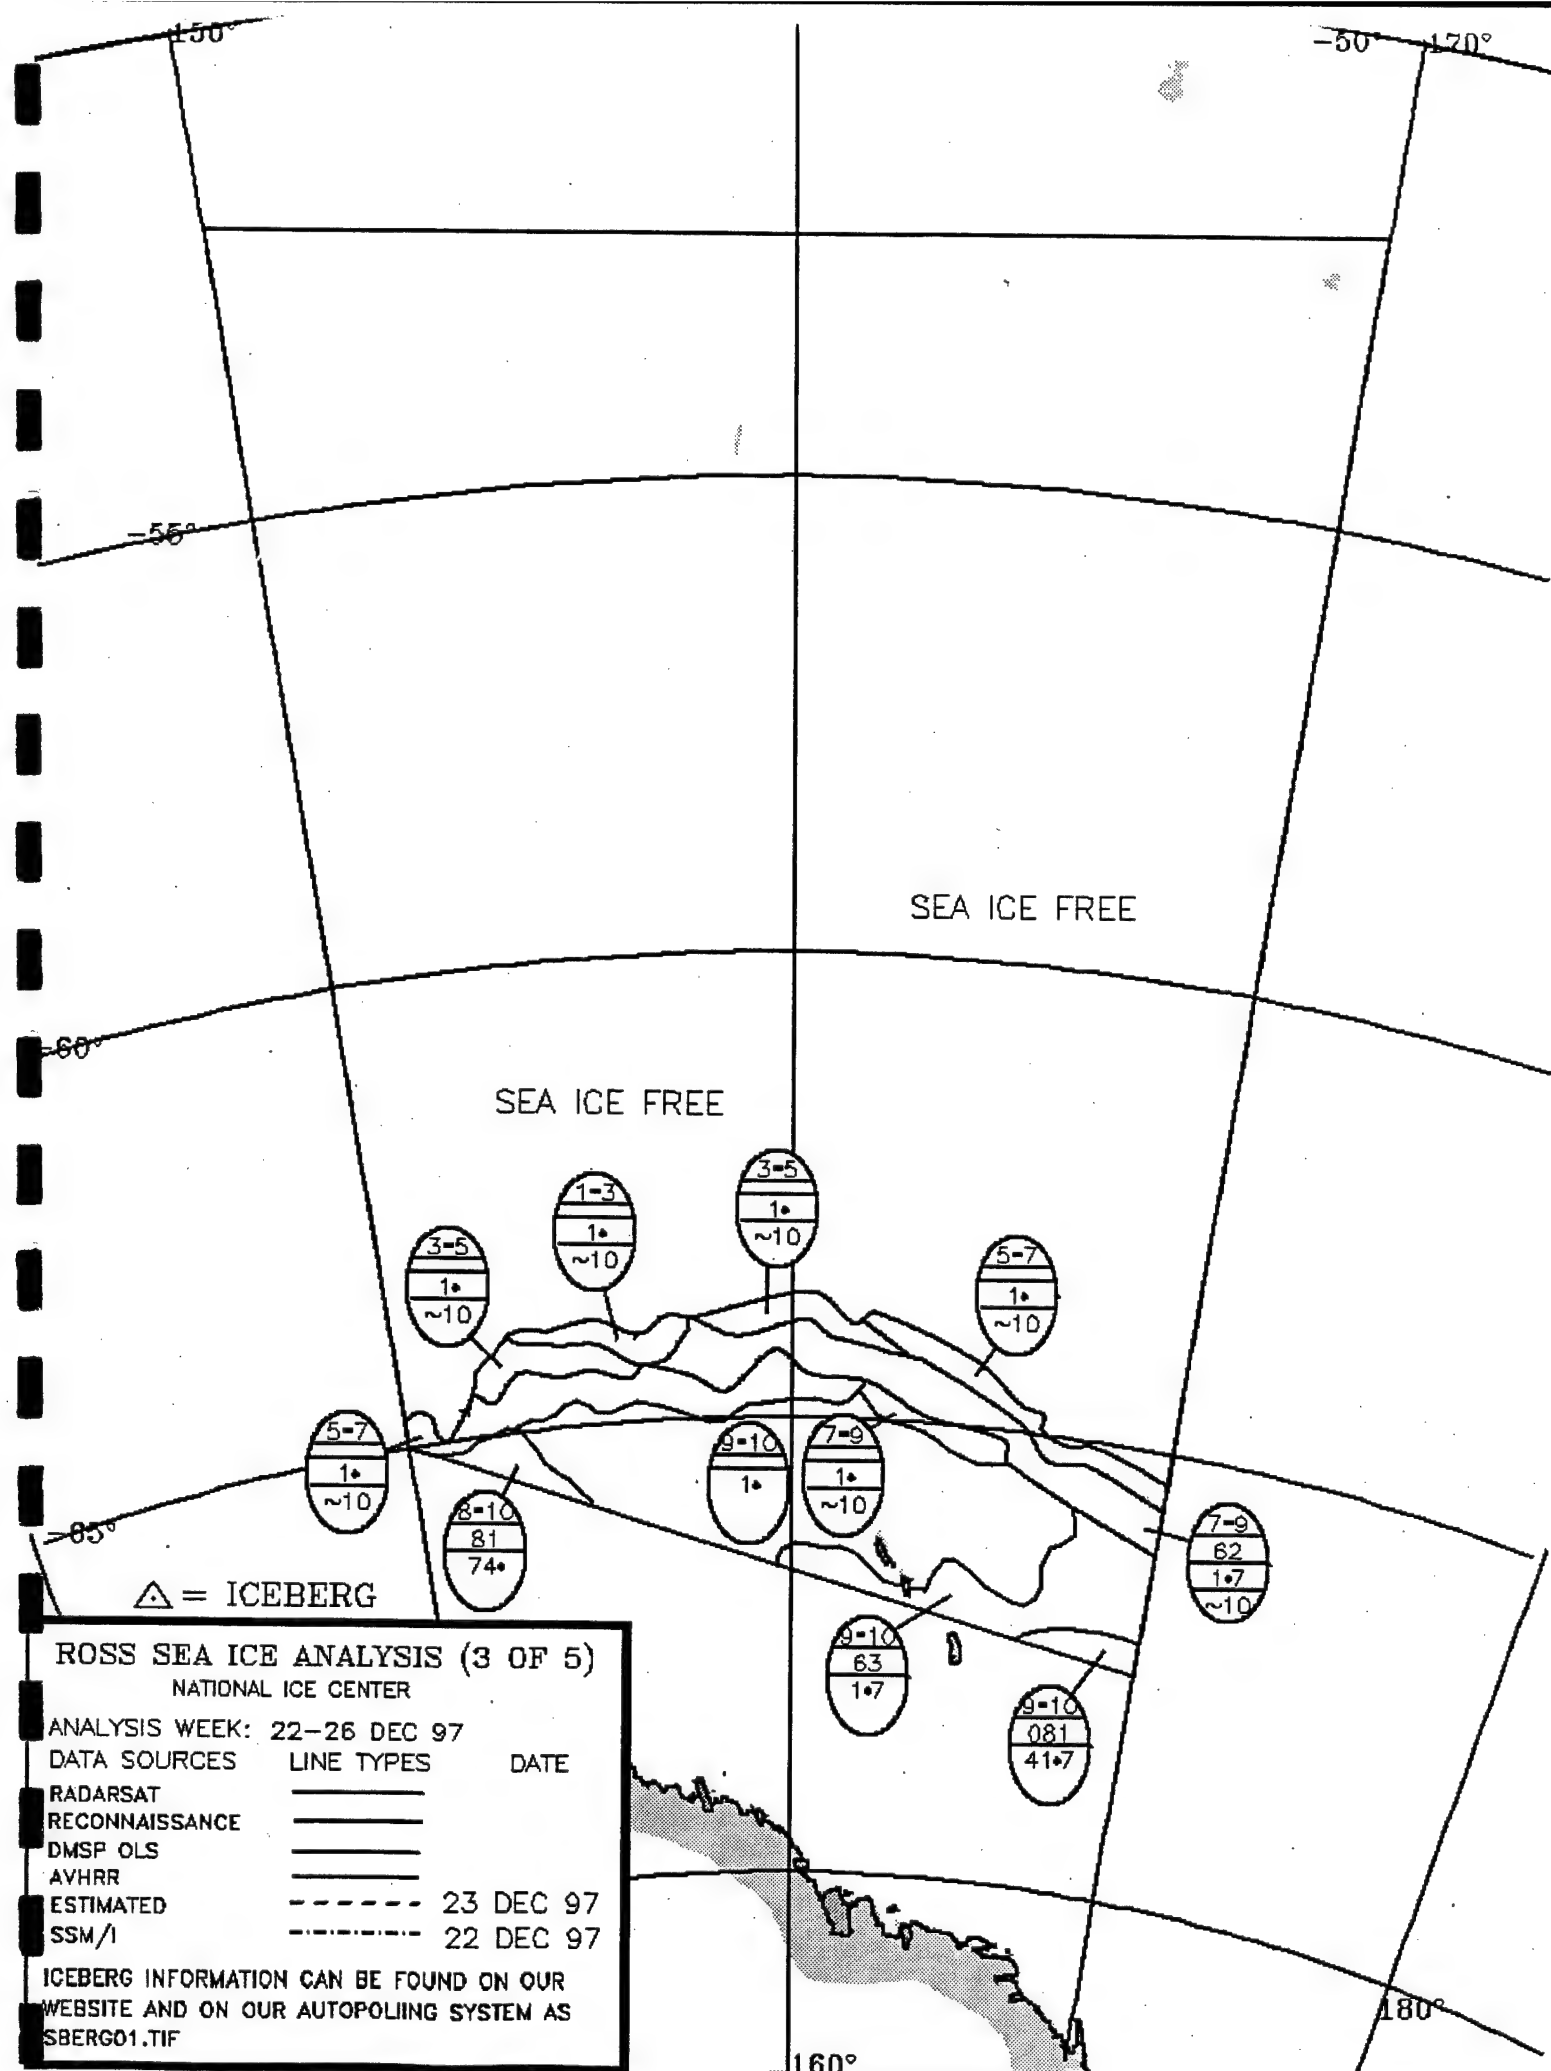 150°
-50° 170°
-55°
SEA ICE FREE
-60°
SEA ICE FREE
3-5
1•
~10
1-3
1•
~10
3-5
1•
~10
5-7
1•
~10
5-7
1•
~10
8-10
81
74•
9-10
1•
7-9
1•
~10
7-9
62
1•7
~10
-65°
△ = ICEBERG
9-10
63
1•7
9-10
081
41•7
ROSS SEA ICE ANALYSIS (3 OF 5)
NATIONAL ICE CENTER
ANALYSIS WEEK: 22-26 DEC 97
DATA SOURCES LINE TYPES DATE
RADARSAT
RECONNAISSANCE
DMSP OLS
AVHRR
ESTIMATED 23 DEC 97
SSM/I 22 DEC 97
ICEBERG INFORMATION CAN BE FOUND ON OUR
WEBSITE AND ON OUR AUTOPOLIING SYSTEM AS
SBERG01.TIF
180°
160°